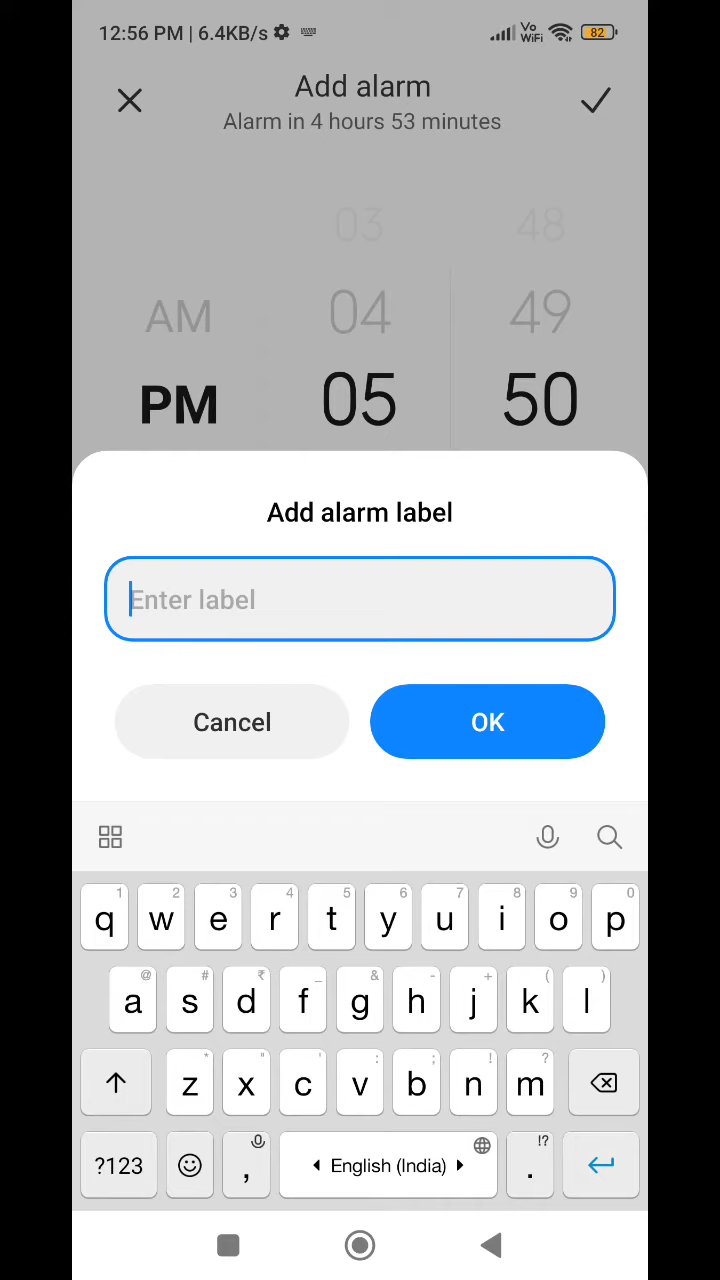 12:56 PM | 6.4KB/s
Vo
WiFi
82
Add alarm
Alarm in 4 hours 53 minutes
03 48
AM 04 49
PM 05 50
Add alarm label
Enter label
Cancel OK
1 2 3 4 5 6 7 8 9 0
q w e r t y u i o p
@ # ₹ _ & - + ( )
a s d f g h j k l
* " ' : ; ! ?
z x c v b n m
!?
?123 , English (India) .